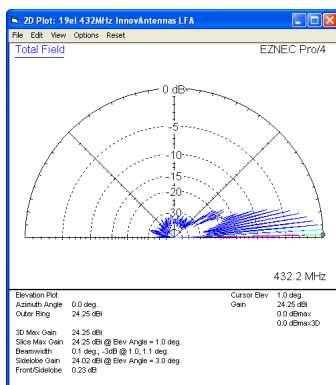 2D Plot: 19el 432MHz InnovAntennas LFA
File Edit View Options Reset
Total Field
EZNEC Pro/4
0 dB
-5
-10
-15
-20
-30
432.2 MHz
Elevation Plot
Azimuth Angle 0.0 deg.
Outer Ring 24.25 dBi
Cursor Elev 1.0 deg.
Gain 24.25 dBi
0.0 dBmax
0.0 dBmax3D
3D Max Gain 24.25 dBi
Slice Max Gain 24.25 dBi @ Elev Angle = 1.0 deg.
Beamwidth 0.1 deg.; -3dB @ 1.0, 1.1 deg.
Sidelobe Gain 24.02 dBi @ Elev Angle = 3.0 deg.
Front/Sidelobe 0.23 dB